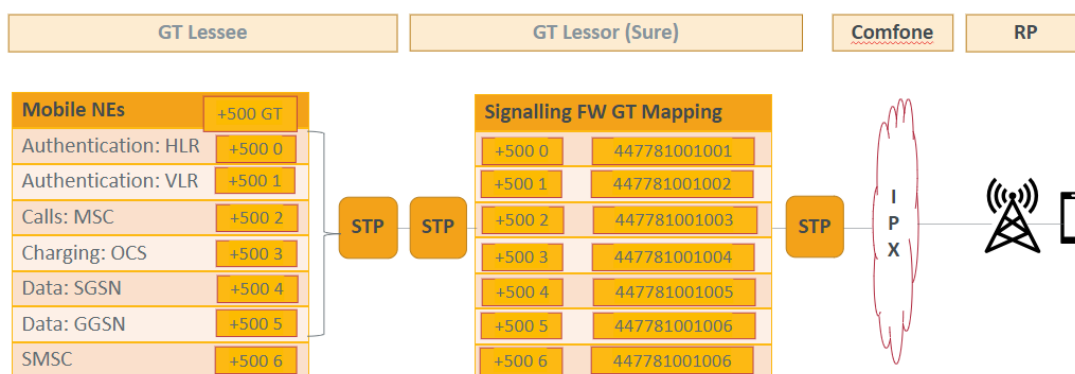 GT Lessee
GT Lessor (Sure)
Comfone
RP
Mobile NEs
+500 GT
Authentication: HLR
+500 0
Authentication: VLR
+500 1
Calls: MSC
+500 2
Charging: OCS
+500 3
Data: SGSN
+500 4
Data: GGSN
+500 5
SMSC
+500 6
STP
STP
Signalling FW GT Mapping
+500 0 447781001001
+500 1 447781001002
+500 2 447781001003
+500 3 447781001004
+500 4 447781001005
+500 5 447781001006
+500 6 447781001006
STP
I
P
X